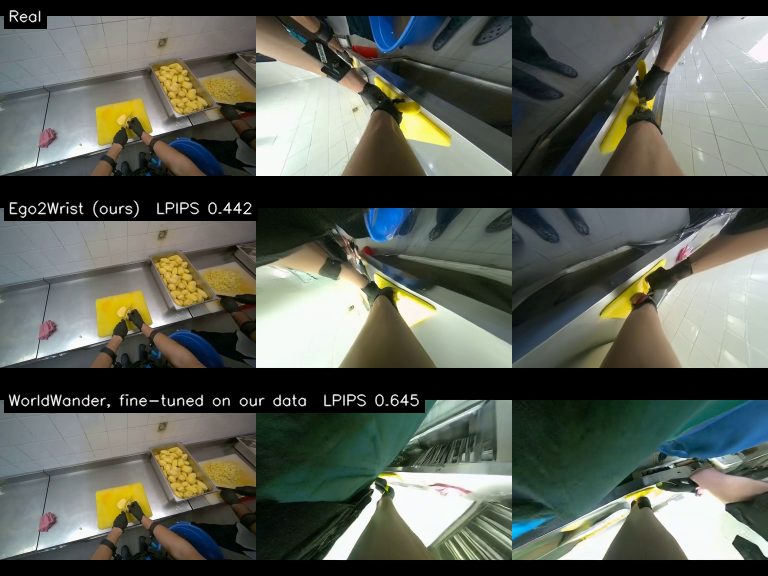 Real
Ego2Wrist (ours) LPIPS 0.442
WorldWander, fine-tuned on our data LPIPS 0.645